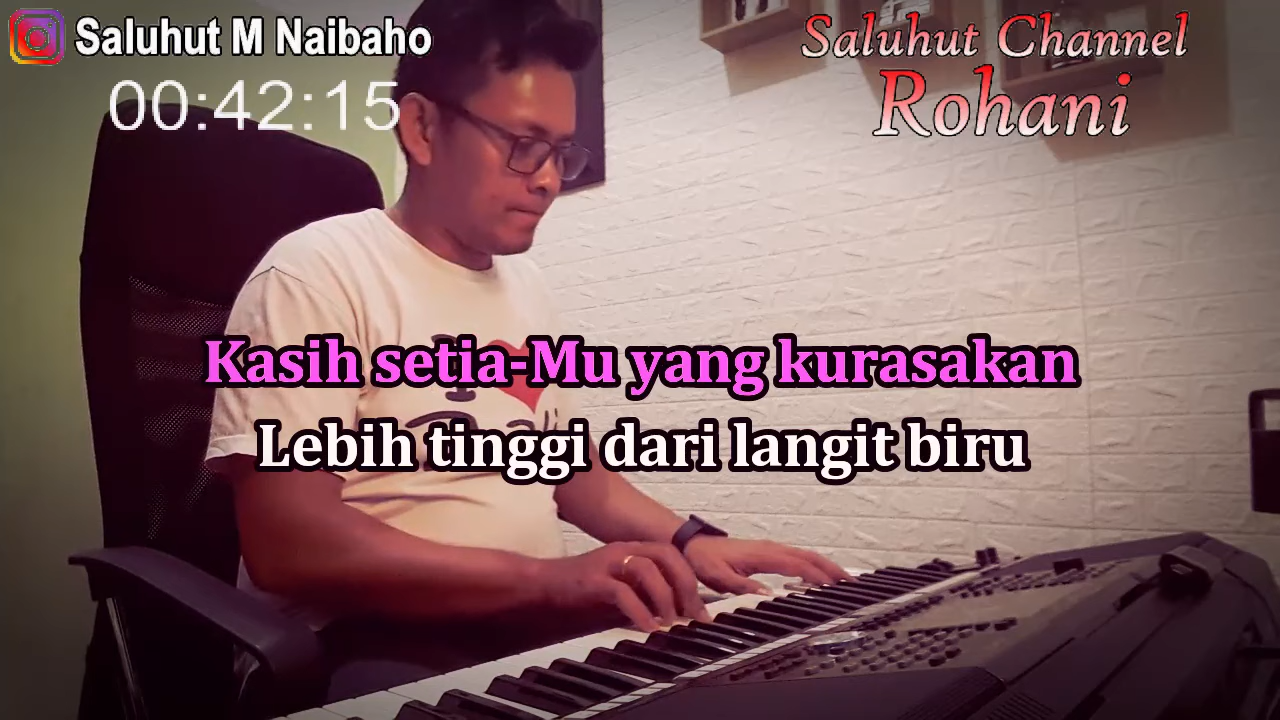 Saluhut M Naibaho
00:42:15
Saluhut Channel
Rohani
Kasih setia-Mu yang kurasakan
Lebih tinggi dari langit biru